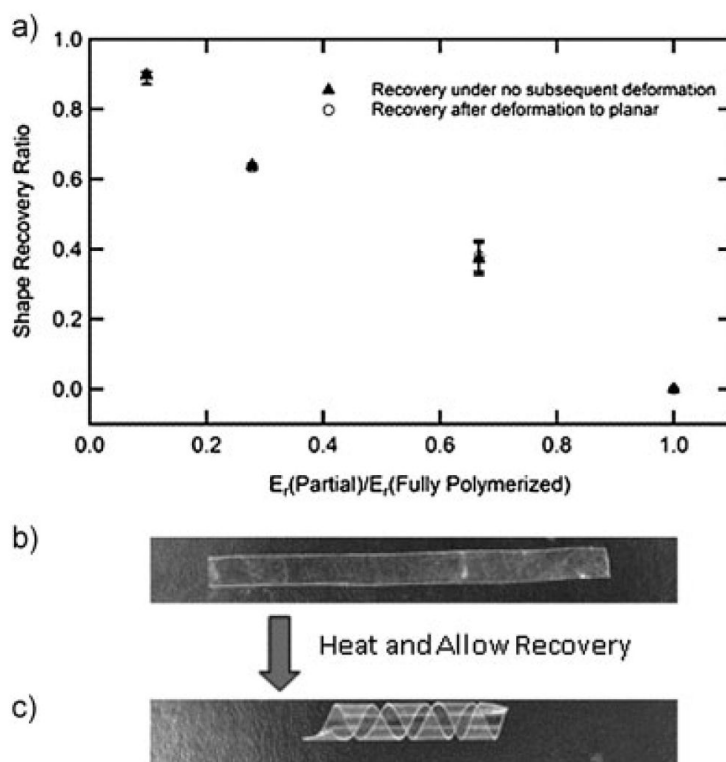 a)
1.0
0.8
0.6
0.4
0.2
0.0
Shape Recovery Ratio
Recovery under no subsequent deformation
Recovery after deformation to planar
0.0 0.2 0.4 0.6 0.8 1.0
Er(Partial)/Er(Fully Polymerized)
b)
Heat and Allow Recovery
c)